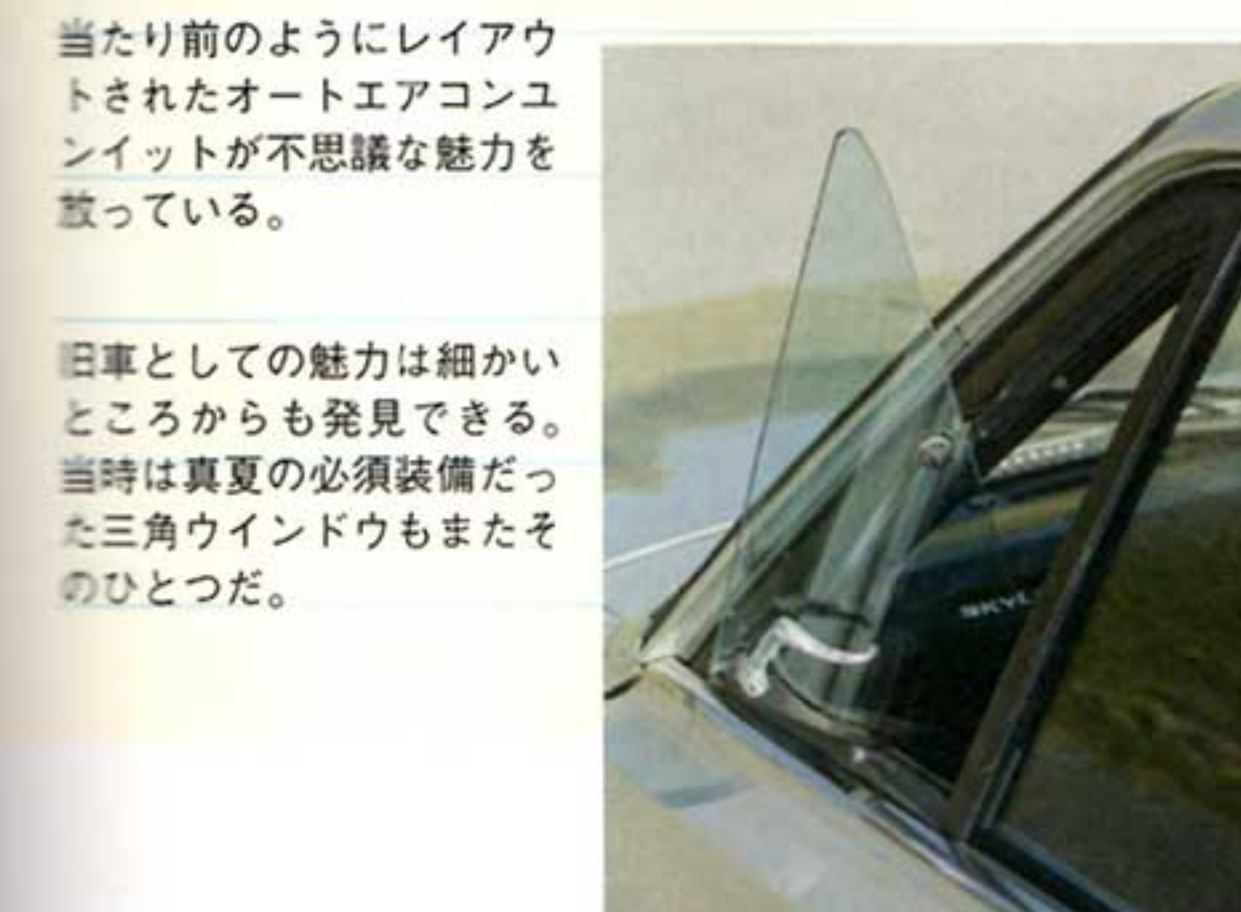 当たり前のようにレイアウ
トされたオートエアコンユ
ンイットが不思議な魅力を
放っている。
旧車としての魅力は細かい
ところからも発見できる。
当時は真夏の必須装備だっ
た三角ウインドウもまたそ
のひとつだ。
SKYL